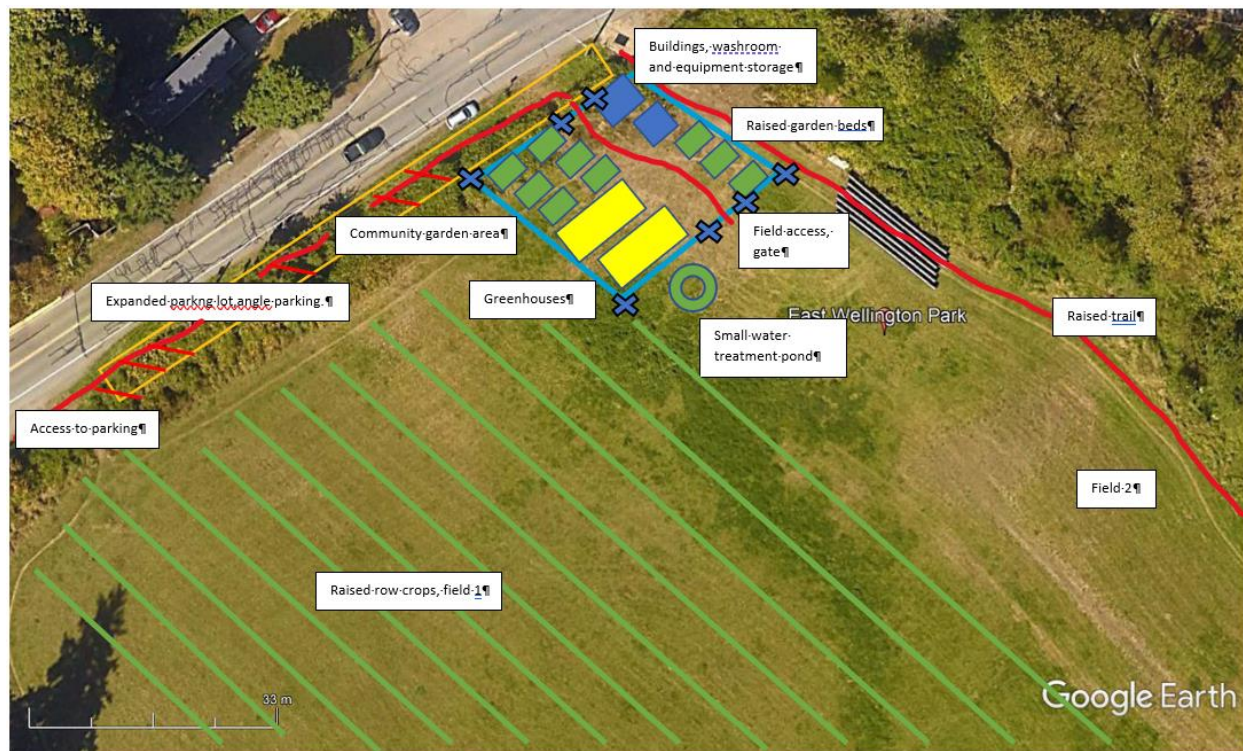 Buildings,·washroom·
and·equipment·storage¶
Raised·garden·beds¶
Community·garden·area¶
Field·access,·
gate¶
Expanded·parkng·lot,angle·parking.¶
Greenhouses¶
East Wellington Park
Raised·trail¶
Small·water·
treatment·pond¶
Access·to·parking¶
Field·2¶
Raised·row·crops,·field·1¶
33 m
Google Earth